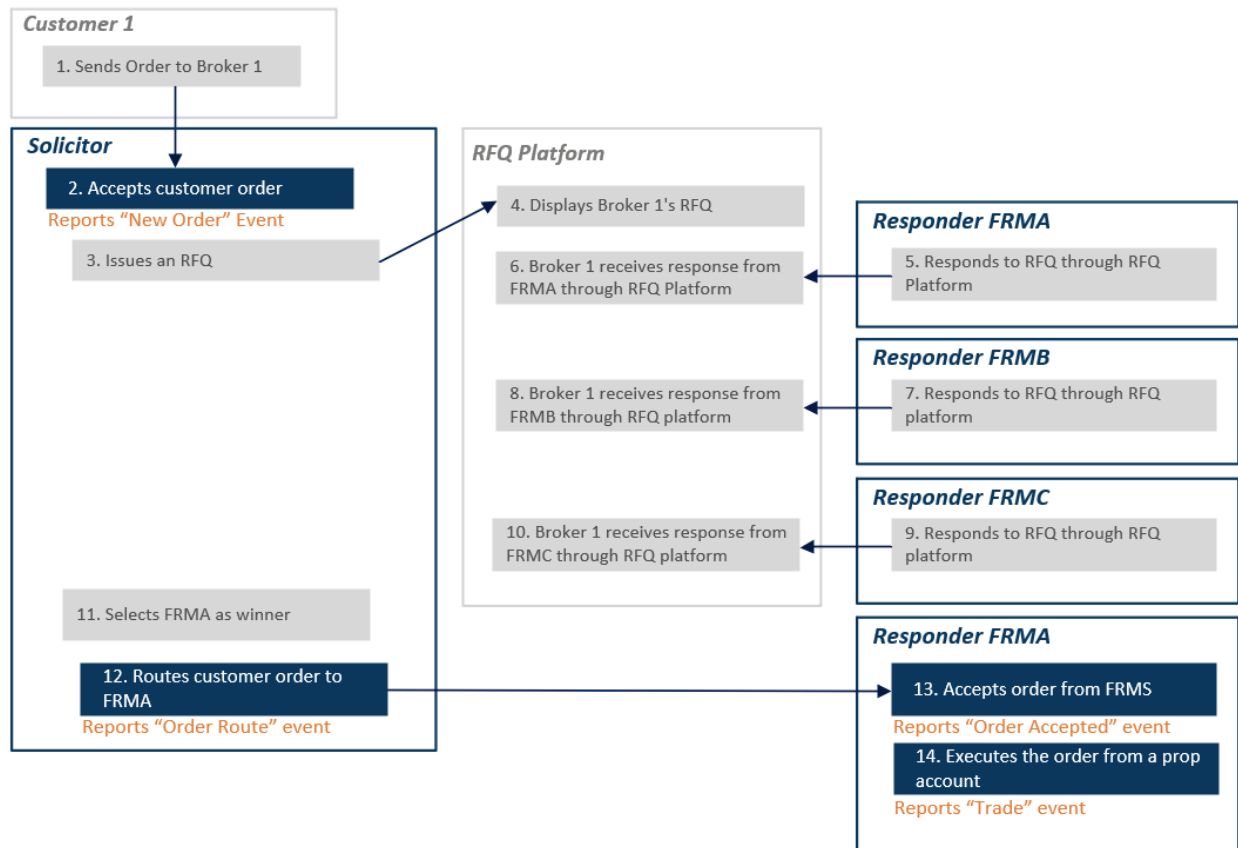 Customer 1
1. Sends Order to Broker 1
Solicitor
2. Accepts customer order
Reports “New Order” Event
3. Issues an RFQ
RFQ Platform
4. Displays Broker 1's RFQ
Responder FRMA
5. Responds to RFQ through RFQ
Platform
6. Broker 1 receives response from
FRMA through RFQ Platform
Responder FRMB
7. Responds to RFQ through RFQ
platform
8. Broker 1 receives response from
FRMB through RFQ platform
Responder FRMC
9. Responds to RFQ through RFQ
platform
10. Broker 1 receives response from
FRMC through RFQ platform
11. Selects FRMA as winner
12. Routes customer order to
FRMA
Reports “Order Route” event
Responder FRMA
13. Accepts order from FRMS
Reports “Order Accepted” event
14. Executes the order from a prop
account
Reports “Trade” event